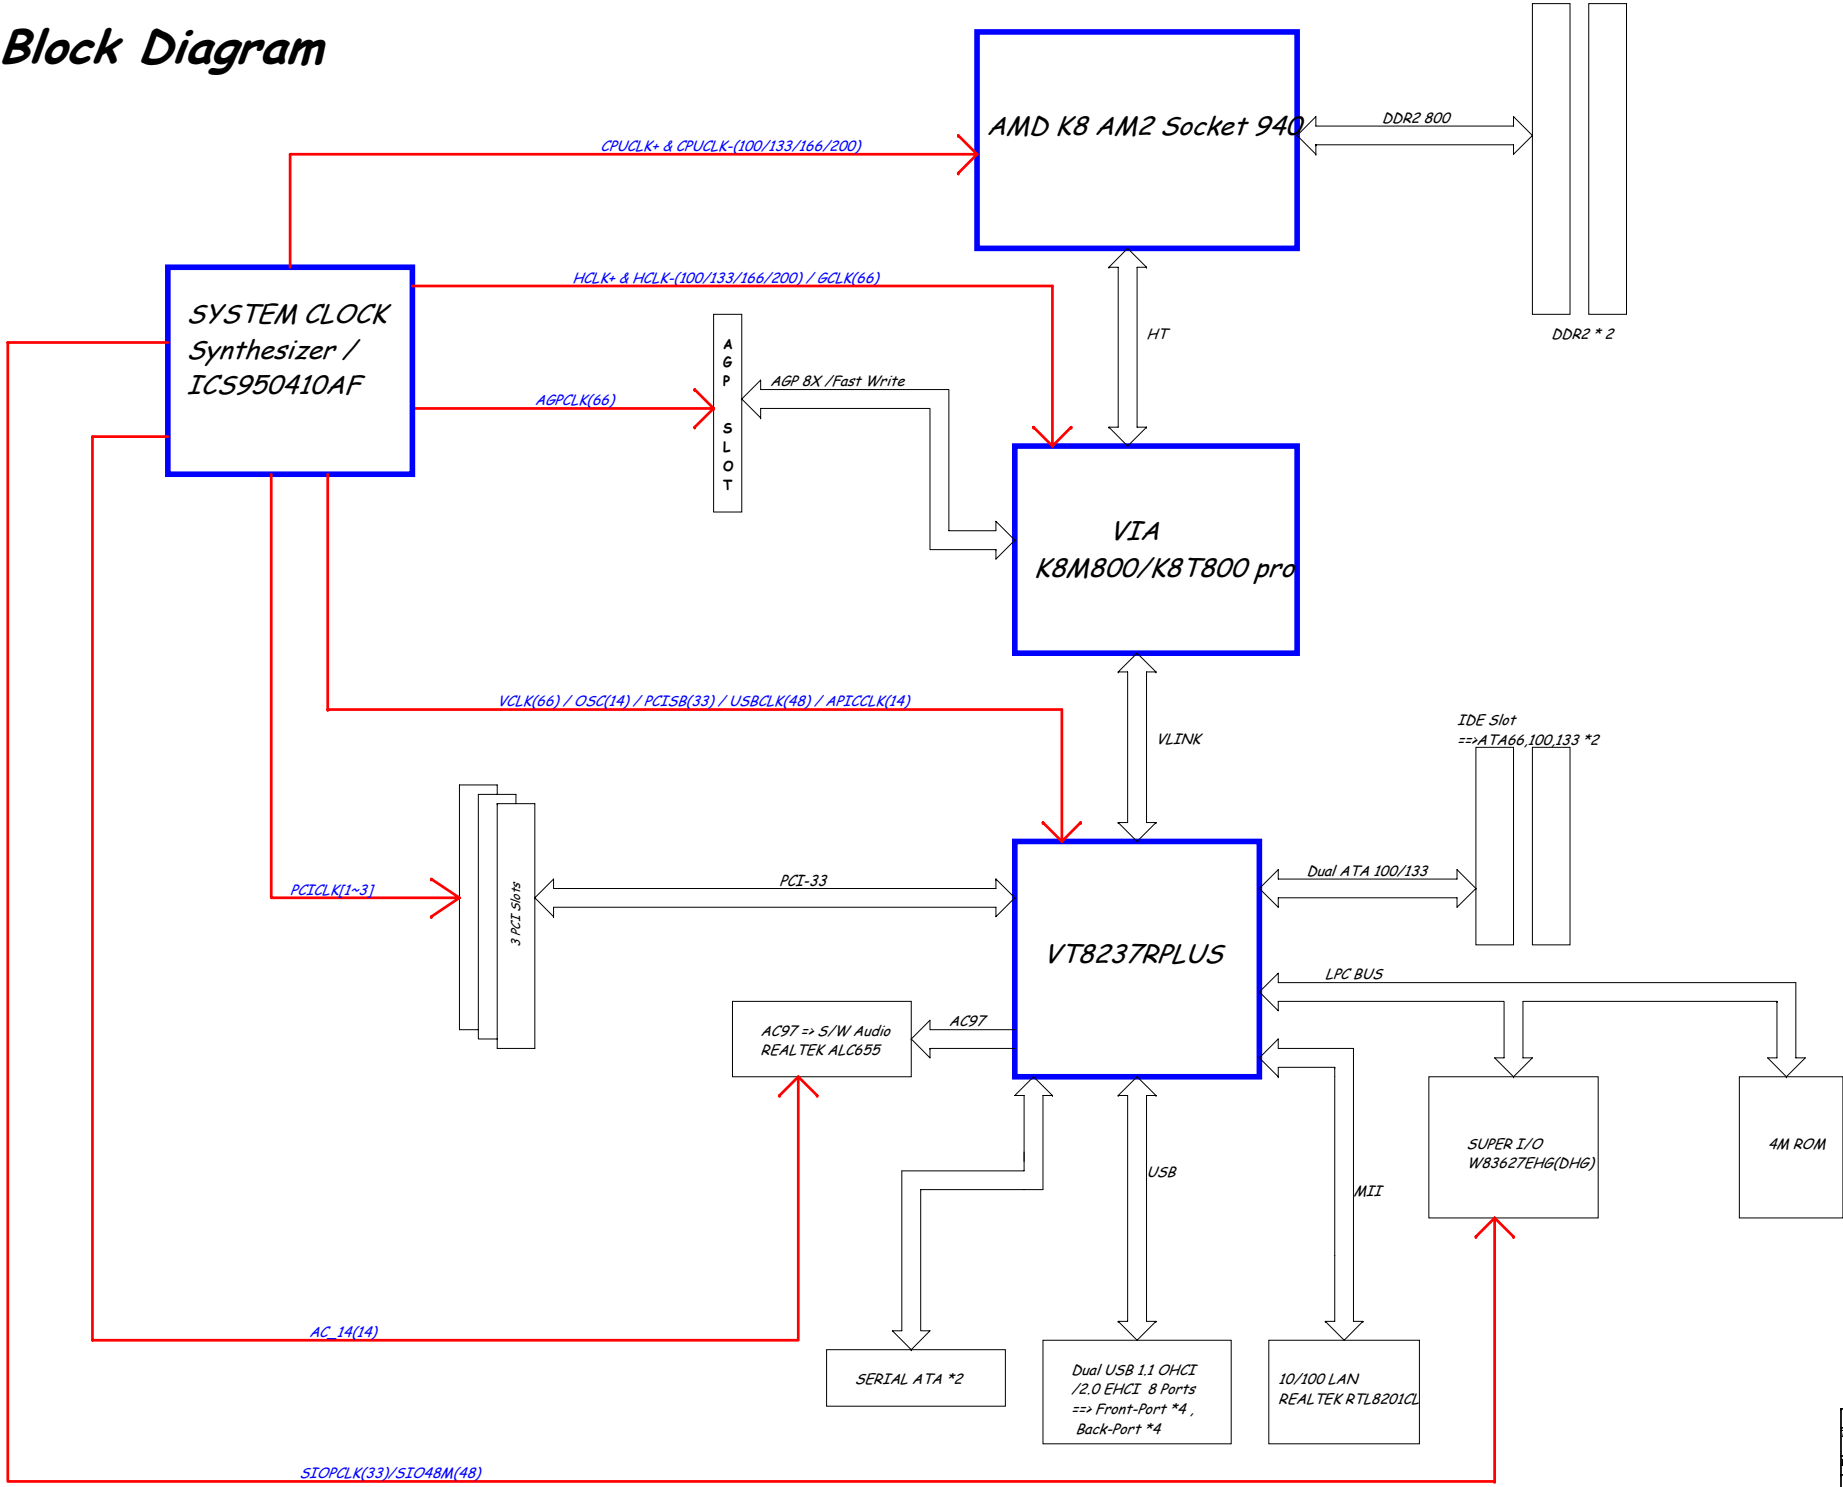 Block Diagram
AMD K8 AM2 Socket 940
DDR2 800
CPUCLK+ & CPUCLK-(100/133/166/200)
HCLK+ & HCLK-(100/133/166/200) / GCLK(66)
SYSTEM CLOCK
Synthesizer /
ICS950410AF
HT
DDR2 * 2
AGP SLOT
AGP 8X /Fast Write
AGPCLK(66)
VIA
K8M800/K8T800 pro
VCLK(66) / OSC(14) / PCISB(33) / USBCLK(48) / APICCLK(14)
VLINK
IDE Slot
==>ATA66,100,133 *2
PCICLK[1~3]
3 PCI Slots
PCI-33
Dual ATA 100/133
VT8237RPLUS
LPC BUS
AC97 => S/W Audio
REALTEK ALC655
AC97
SUPER I/O
W83627EHG(DHG)
4M ROM
USB
MII
AC_14(14)
SERIAL ATA *2
Dual USB 1.1 OHCI
/2.0 EHCI 8 Ports
==> Front-Port *4 ,
Back-Port *4
10/100 LAN
REALTEK RTL8201CL
SIOPCLK(33)/SIO48M(48)